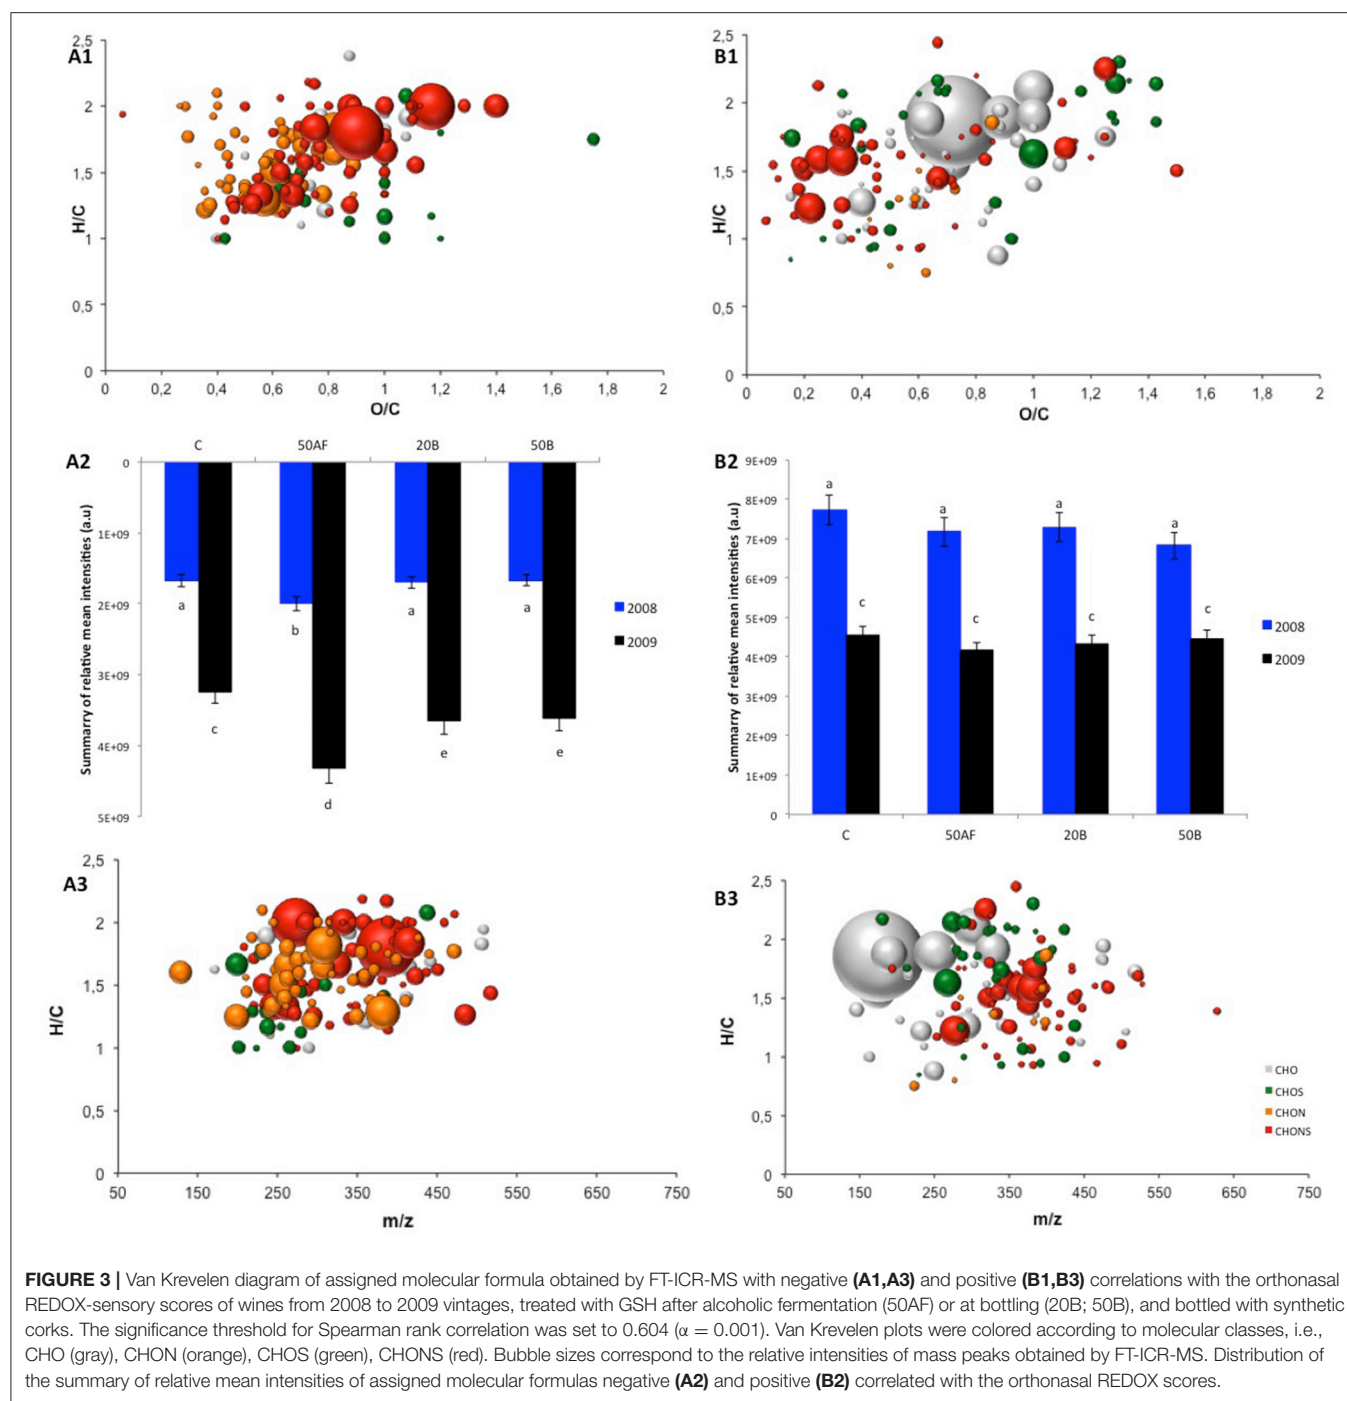 A1
2,5
2
1,5
1
0,5
0
H/C
0 0,2 0,4 0,6 0,8 1 1,2 1,4 1,6 1,8 2
O/C
B1
2,5
2
1,5
1
0,5
0
H/C
0 0,2 0,4 0,6 0,8 1 1,2 1,4 1,6 1,8 2
O/C
A2
C 50AF 20B 50B
0
1E+09
2E+09
3E+09
4E+09
5E+09
Summarry of relative mean intensities (a.u)
a b a a
c d e e
2008
2009
B2
9E+09
8E+09
7E+09
6E+09
5E+09
4E+09
3E+09
2E+09
1E+09
0
Summarry of relative mean intensities (a.u)
a a a a
c c c c
C 50AF 20B 50B
2008
2009
A3
2,5
2
1,5
1
0,5
0
H/C
50 150 250 350 450 550 650 750
m/z
B3
2,5
2
1,5
1
0,5
0
H/C
50 150 250 350 450 550 650 750
m/z
CHO
CHOS
CHON
CHONS
FIGURE 3 | Van Krevelen diagram of assigned molecular formula obtained by FT-ICR-MS with negative (A1,A3) and positive (B1,B3) correlations with the orthonasal
REDOX-sensory scores of wines from 2008 to 2009 vintages, treated with GSH after alcoholic fermentation (50AF) or at bottling (20B; 50B), and bottled with synthetic
corks. The significance threshold for Spearman rank correlation was set to 0.604 (α = 0.001). Van Krevelen plots were colored according to molecular classes, i.e.,
CHO (gray), CHON (orange), CHOS (green), CHONS (red). Bubble sizes correspond to the relative intensities of mass peaks obtained by FT-ICR-MS. Distribution of
the summary of relative mean intensities of assigned molecular formulas negative (A2) and positive (B2) correlated with the orthonasal REDOX scores.